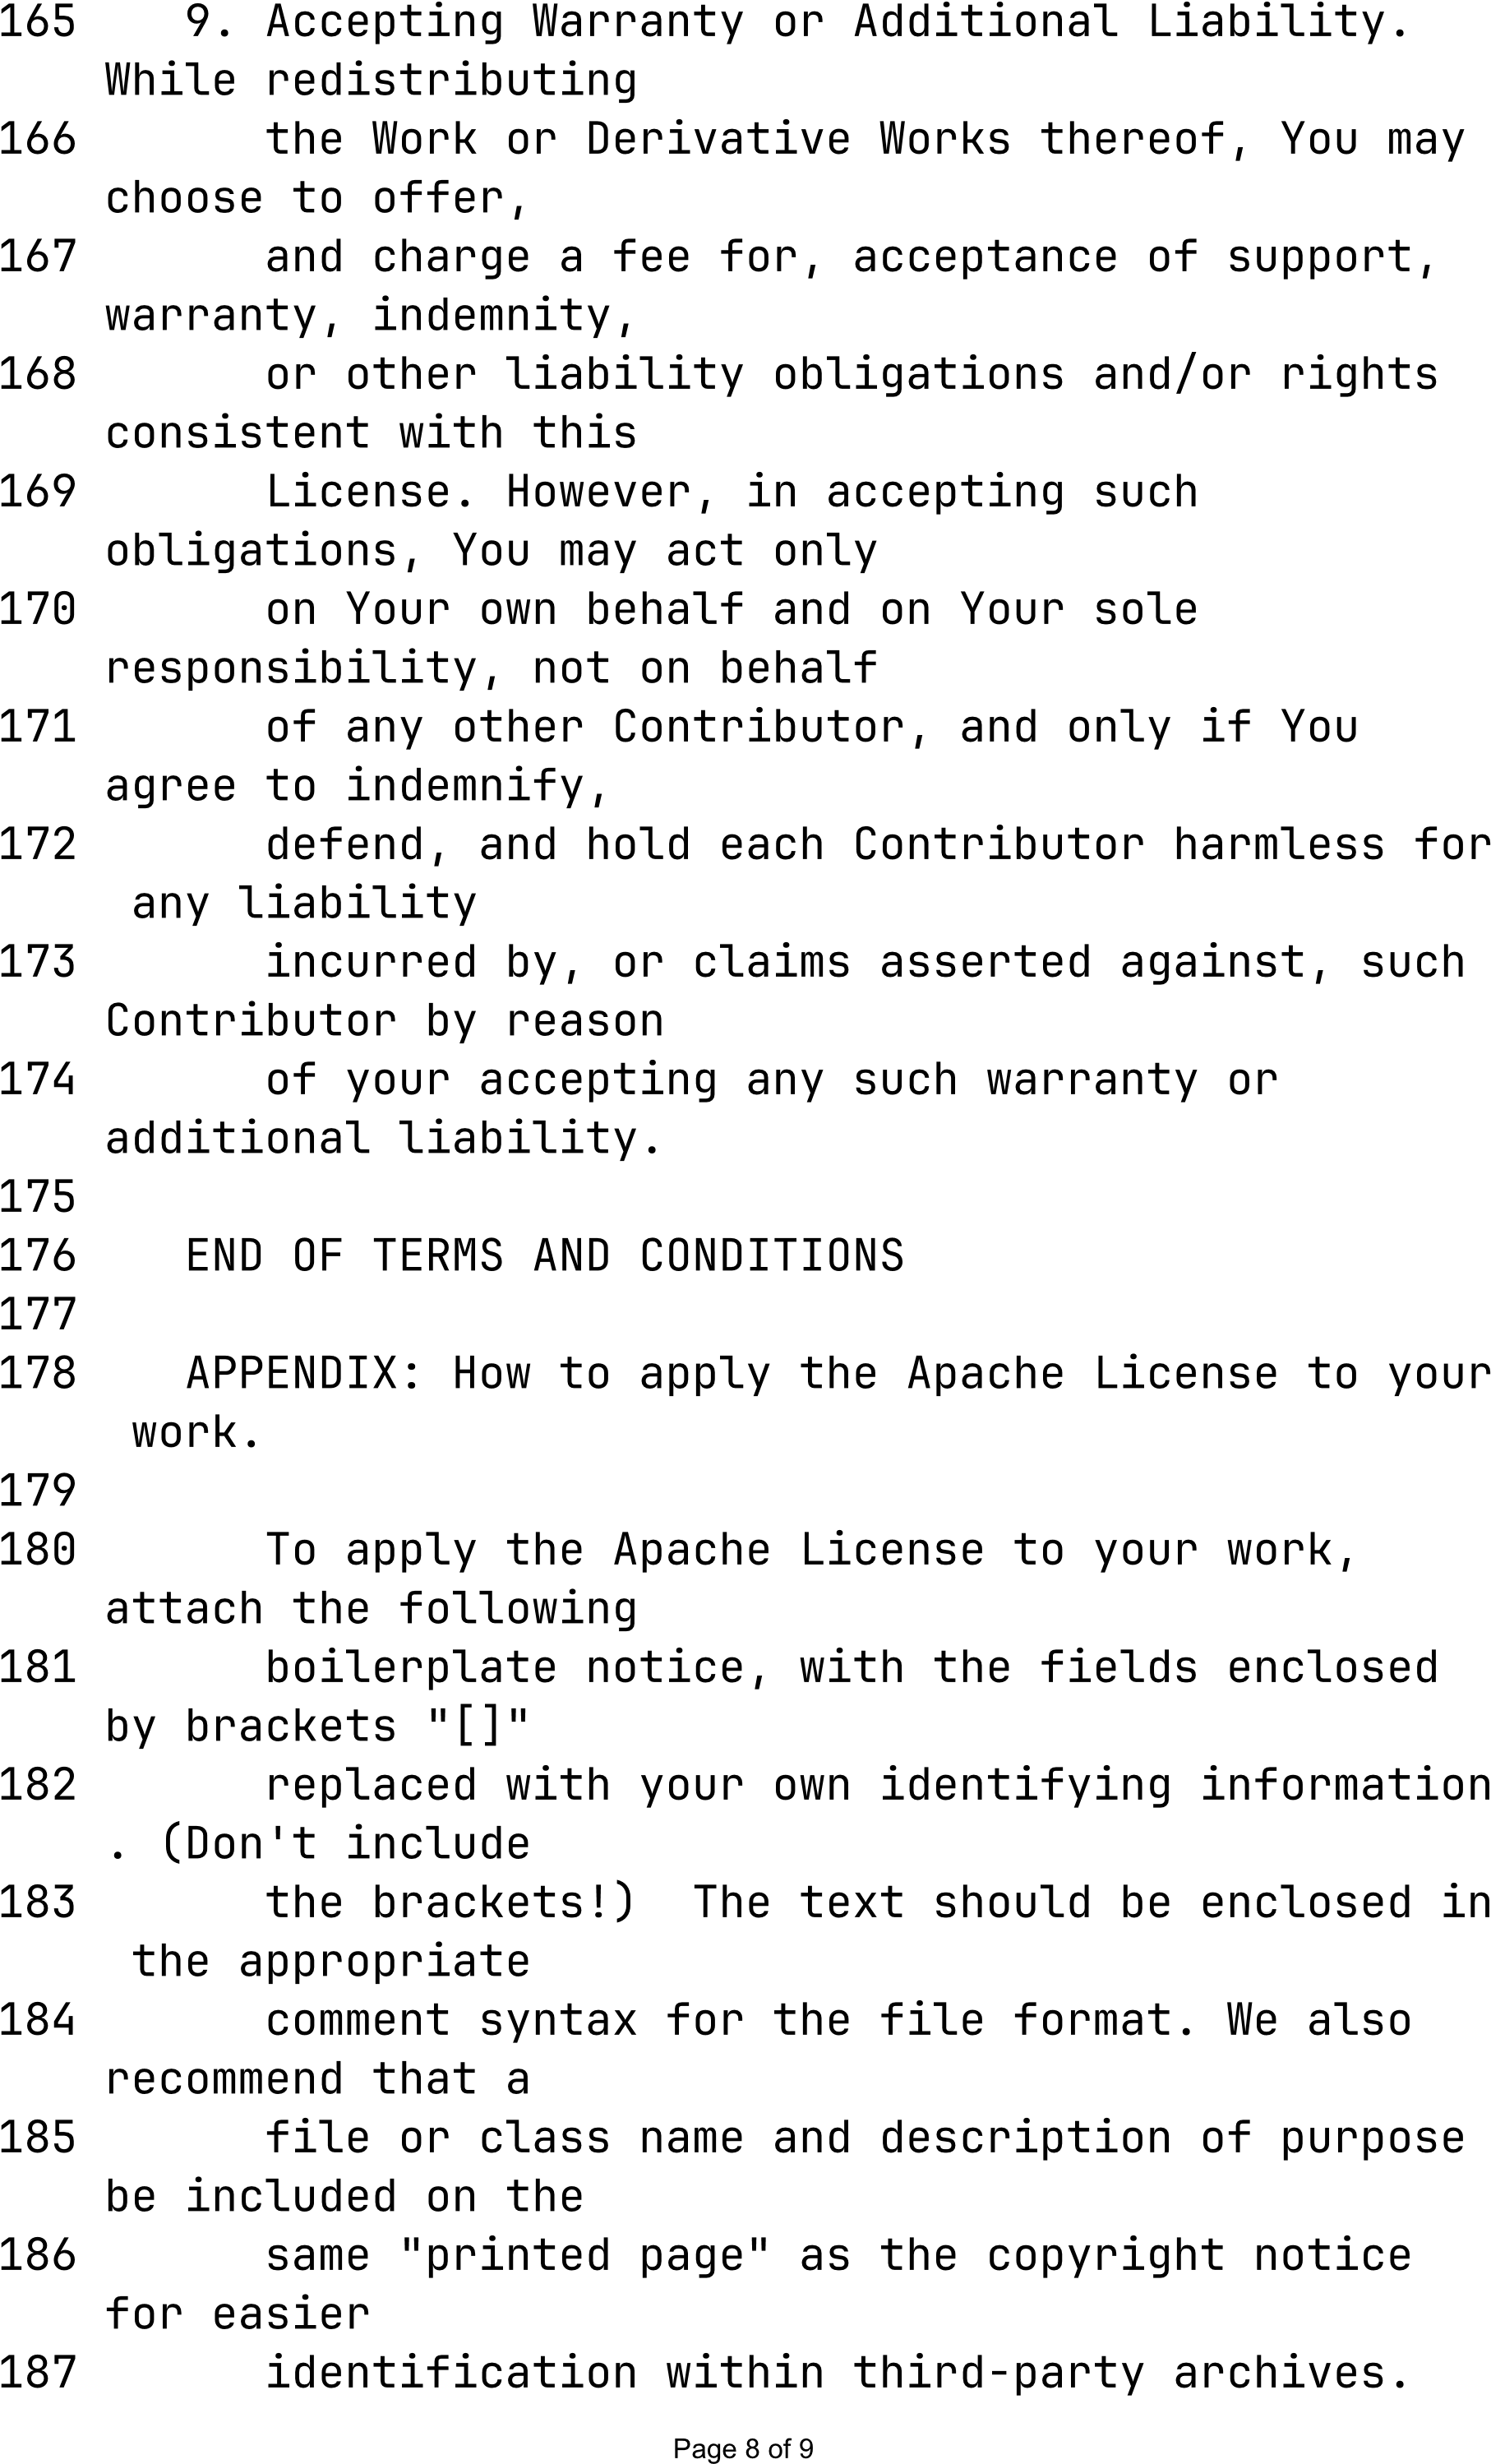 165    9. Accepting Warranty or Additional Liability.
While redistributing
166       the Work or Derivative Works thereof, You may
choose to offer,
167       and charge a fee for, acceptance of support,
warranty, indemnity,
168       or other liability obligations and/or rights
consistent with this
169       License. However, in accepting such
obligations, You may act only
170       on Your own behalf and on Your sole
responsibility, not on behalf
171       of any other Contributor, and only if You
agree to indemnify,
172       defend, and hold each Contributor harmless for
any liability
173       incurred by, or claims asserted against, such
Contributor by reason
174       of your accepting any such warranty or
additional liability.
175
176    END OF TERMS AND CONDITIONS
177
178    APPENDIX: How to apply the Apache License to your
work.
179
180       To apply the Apache License to your work,
attach the following
181       boilerplate notice, with the fields enclosed
by brackets "[]"
182       replaced with your own identifying information
. (Don't include
183       the brackets!)  The text should be enclosed in
the appropriate
184       comment syntax for the file format. We also
recommend that a
185       file or class name and description of purpose
be included on the
186       same "printed page" as the copyright notice
for easier
187       identification within third-party archives.
Page 8 of 9